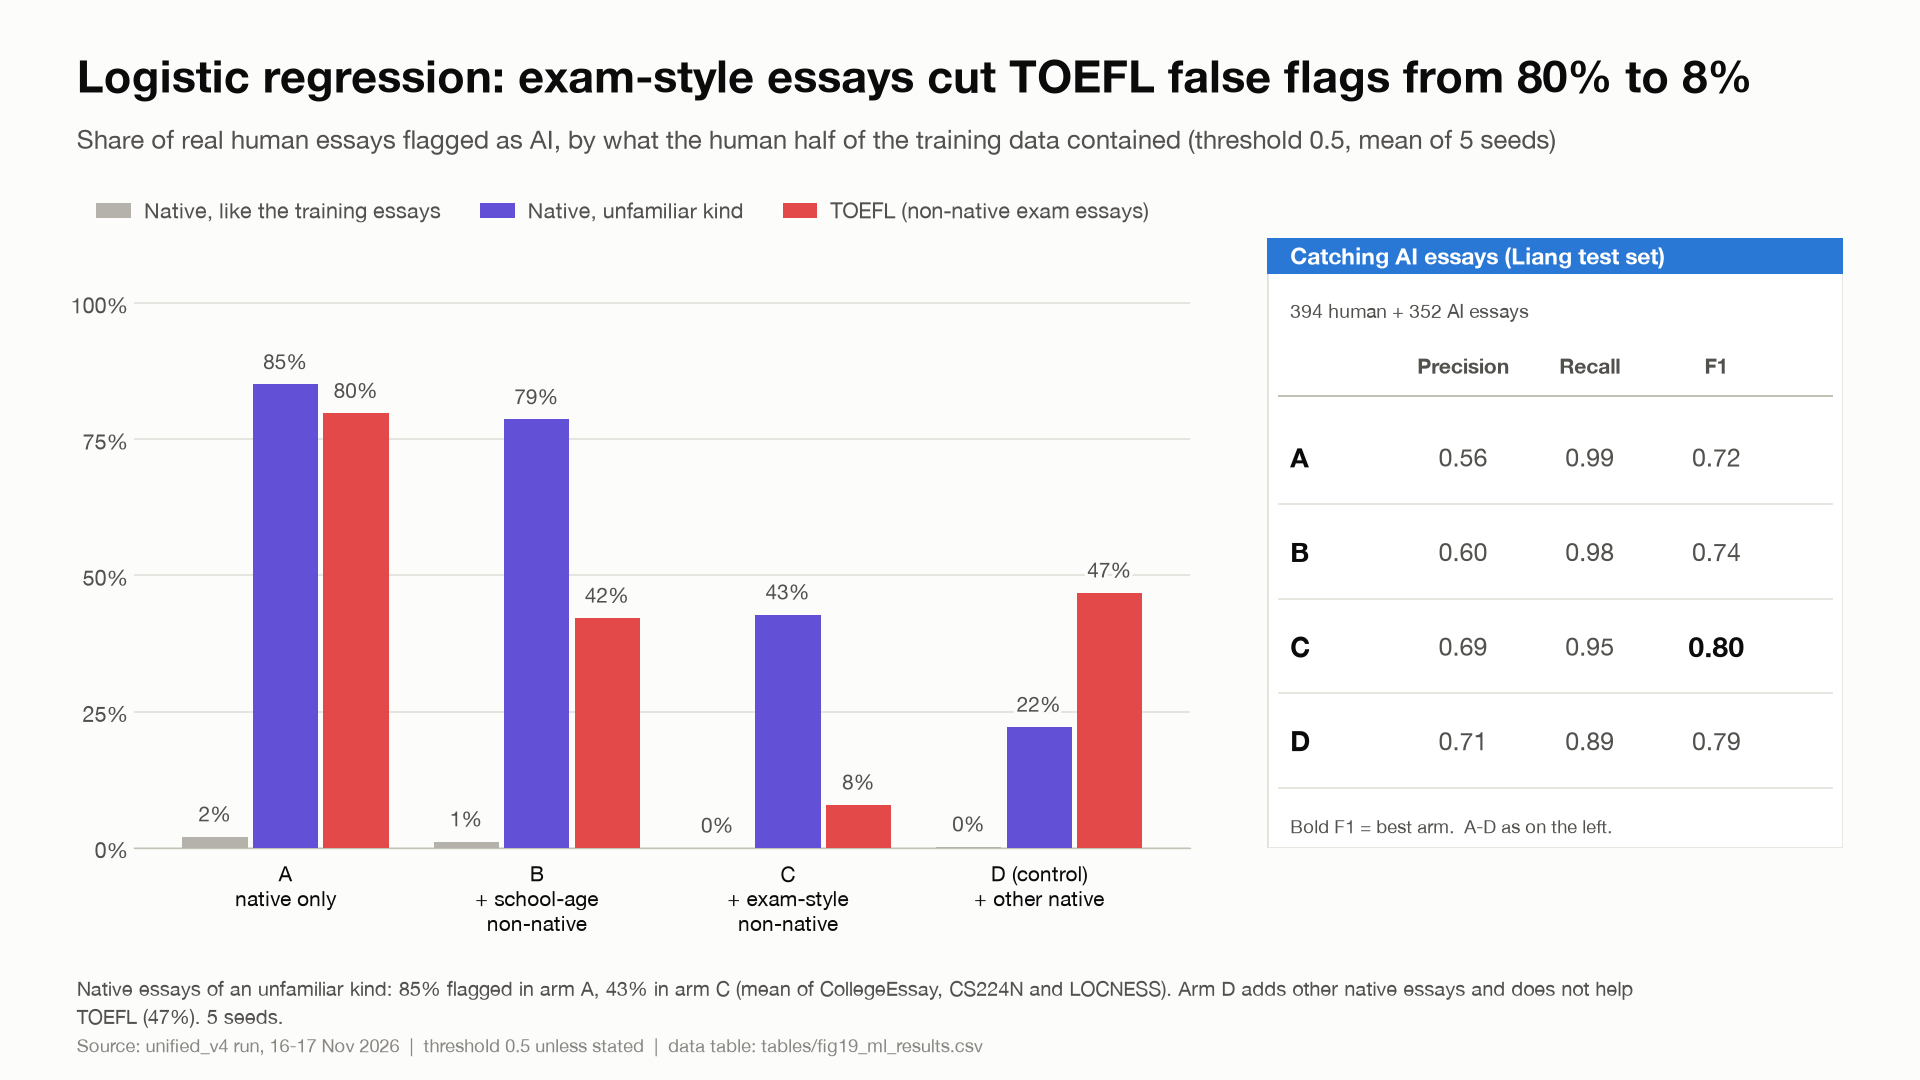 Logistic regression: exam-style essays cut TOEFL false flags from 80% to 8%
Share of real human essays flagged as AI, by what the human half of the training data contained (threshold 0.5, mean of 5 seeds)
Native, like the training essays
Native, unfamiliar kind
TOEFL (non-native exam essays)
100%
75%
50%
25%
0%
2%
85%
80%
1%
79%
42%
0%
43%
8%
0%
22%
47%
A
native only
B
+ school-age
non-native
C
+ exam-style
non-native
D (control)
+ other native
Catching AI essays (Liang test set)
394 human + 352 AI essays
Precision Recall F1
A 0.56 0.99 0.72
B 0.60 0.98 0.74
C 0.69 0.95 0.80
D 0.71 0.89 0.79
Bold F1 = best arm. A-D as on the left.
Native essays of an unfamiliar kind: 85% flagged in arm A, 43% in arm C (mean of CollegeEssay, CS224N and LOCNESS). Arm D adds other native essays and does not help
TOEFL (47%). 5 seeds.
Source: unified_v4 run, 16-17 Nov 2026 | threshold 0.5 unless stated | data table: tables/fig19_ml_results.csv